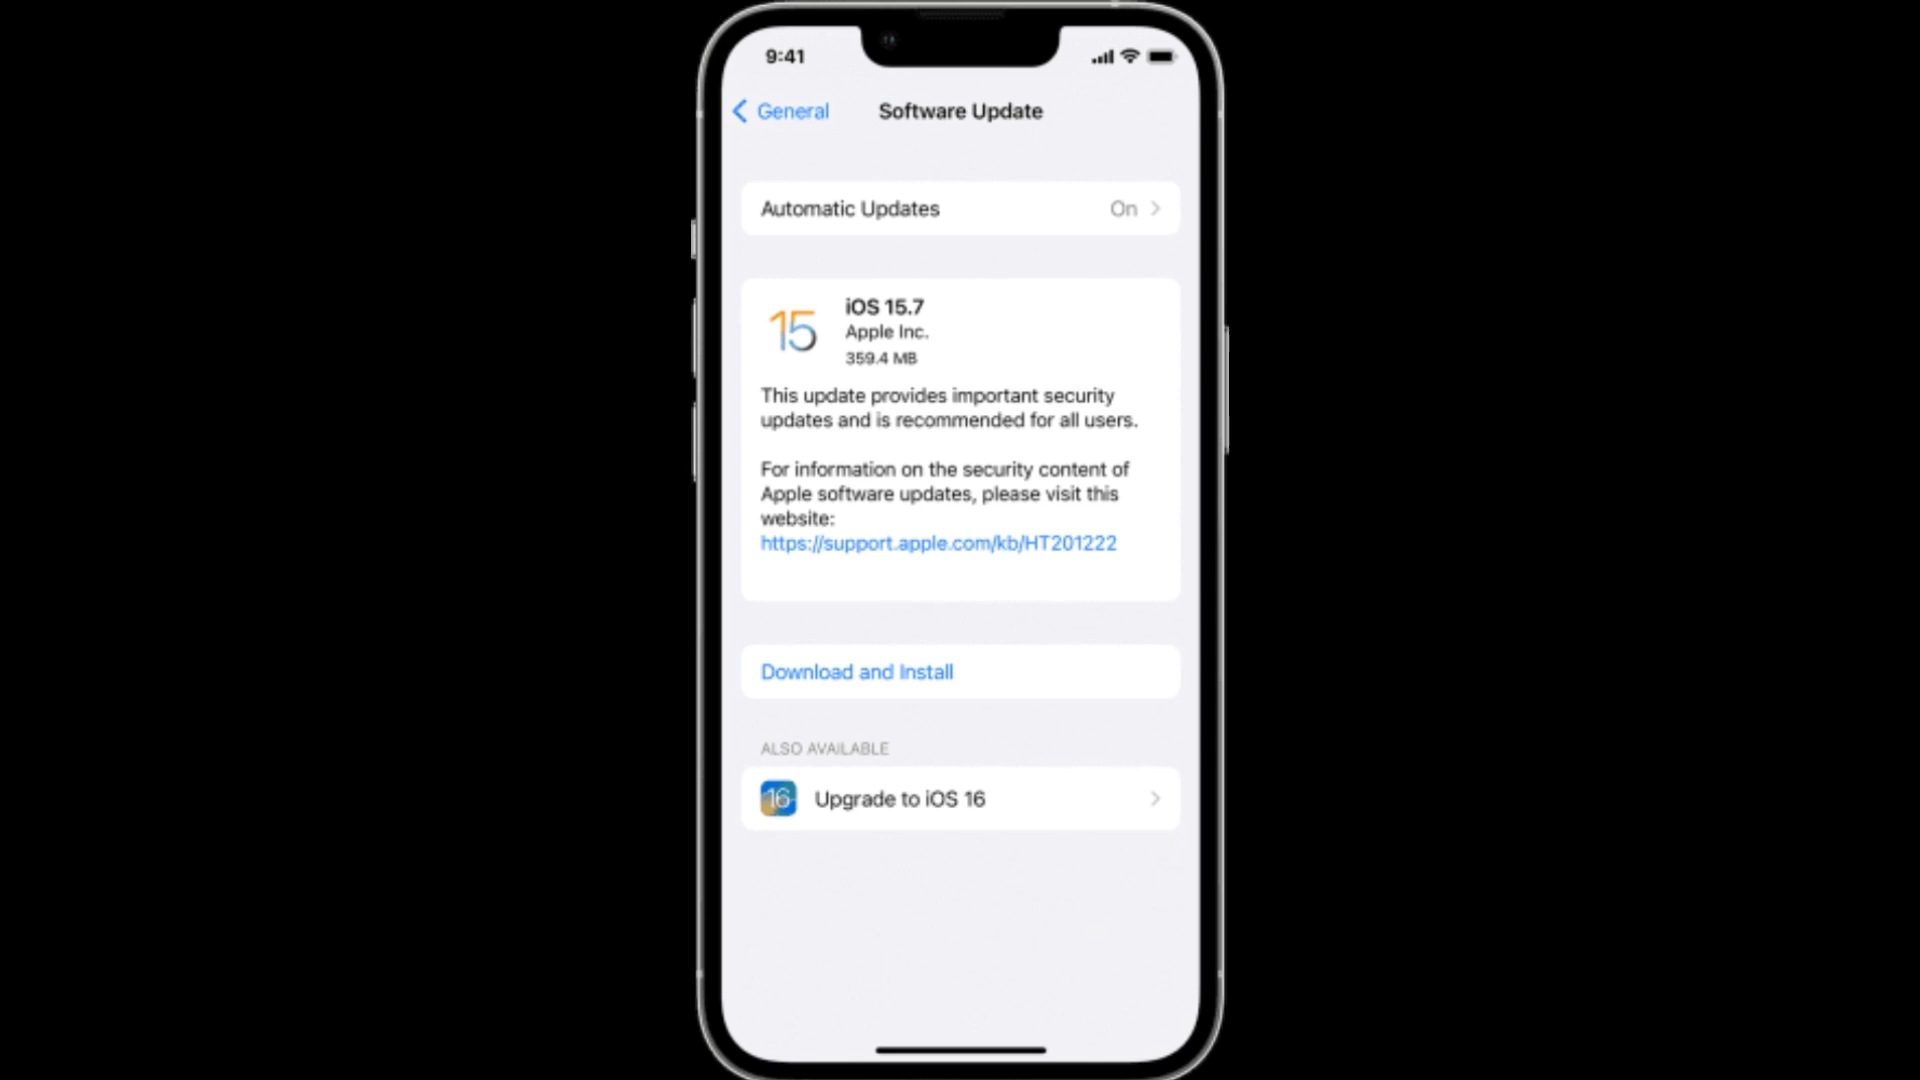 9:41
General
Software Update
Automatic Updates On
15
iOS 15.7
Apple Inc.
359.4 MB
This update provides important security
updates and is recommended for all users.
For information on the security content of
Apple software updates, please visit this
website:
https://support.apple.com/kb/HT201222
Download and Install
ALSO AVAILABLE
16
Upgrade to iOS 16